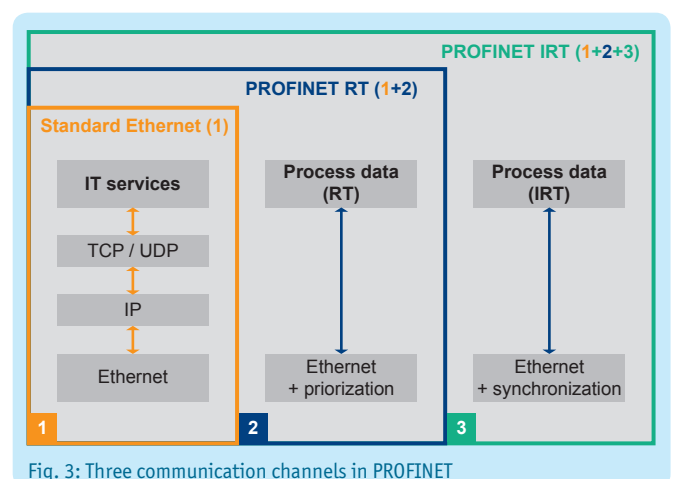 PROFINET IRT (1+2+3)
PROFINET RT (1+2)
Standard Ethernet (1)
IT services
TCP / UDP
IP
Ethernet
1
Process data
(RT)
Ethernet
+ priorization
2
Process data
(IRT)
Ethernet
+ synchronization
3
Fig. 3: Three communication channels in PROFINET